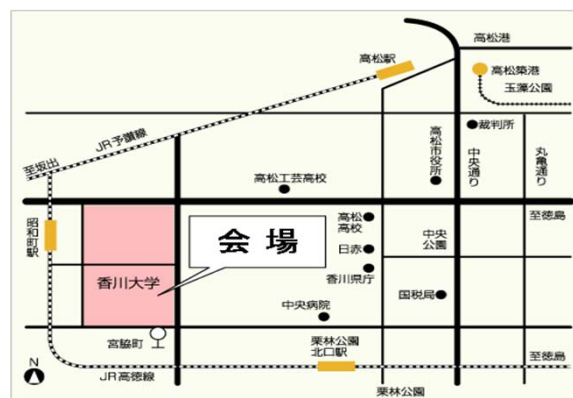 高松港
高松駅
高松築港
玉藻公園
JR予讃線
裁判所
高松市役所
中央通り
丸亀通り
至坂出
高松工芸高校
昭和町駅
至徳島
高松
高校
会場
中央
公園
日赤
香川大学
香川県庁
国税局
中央病院
宮脇町
栗林公園
北口駅
至徳島
N
JR高徳線
栗林公園